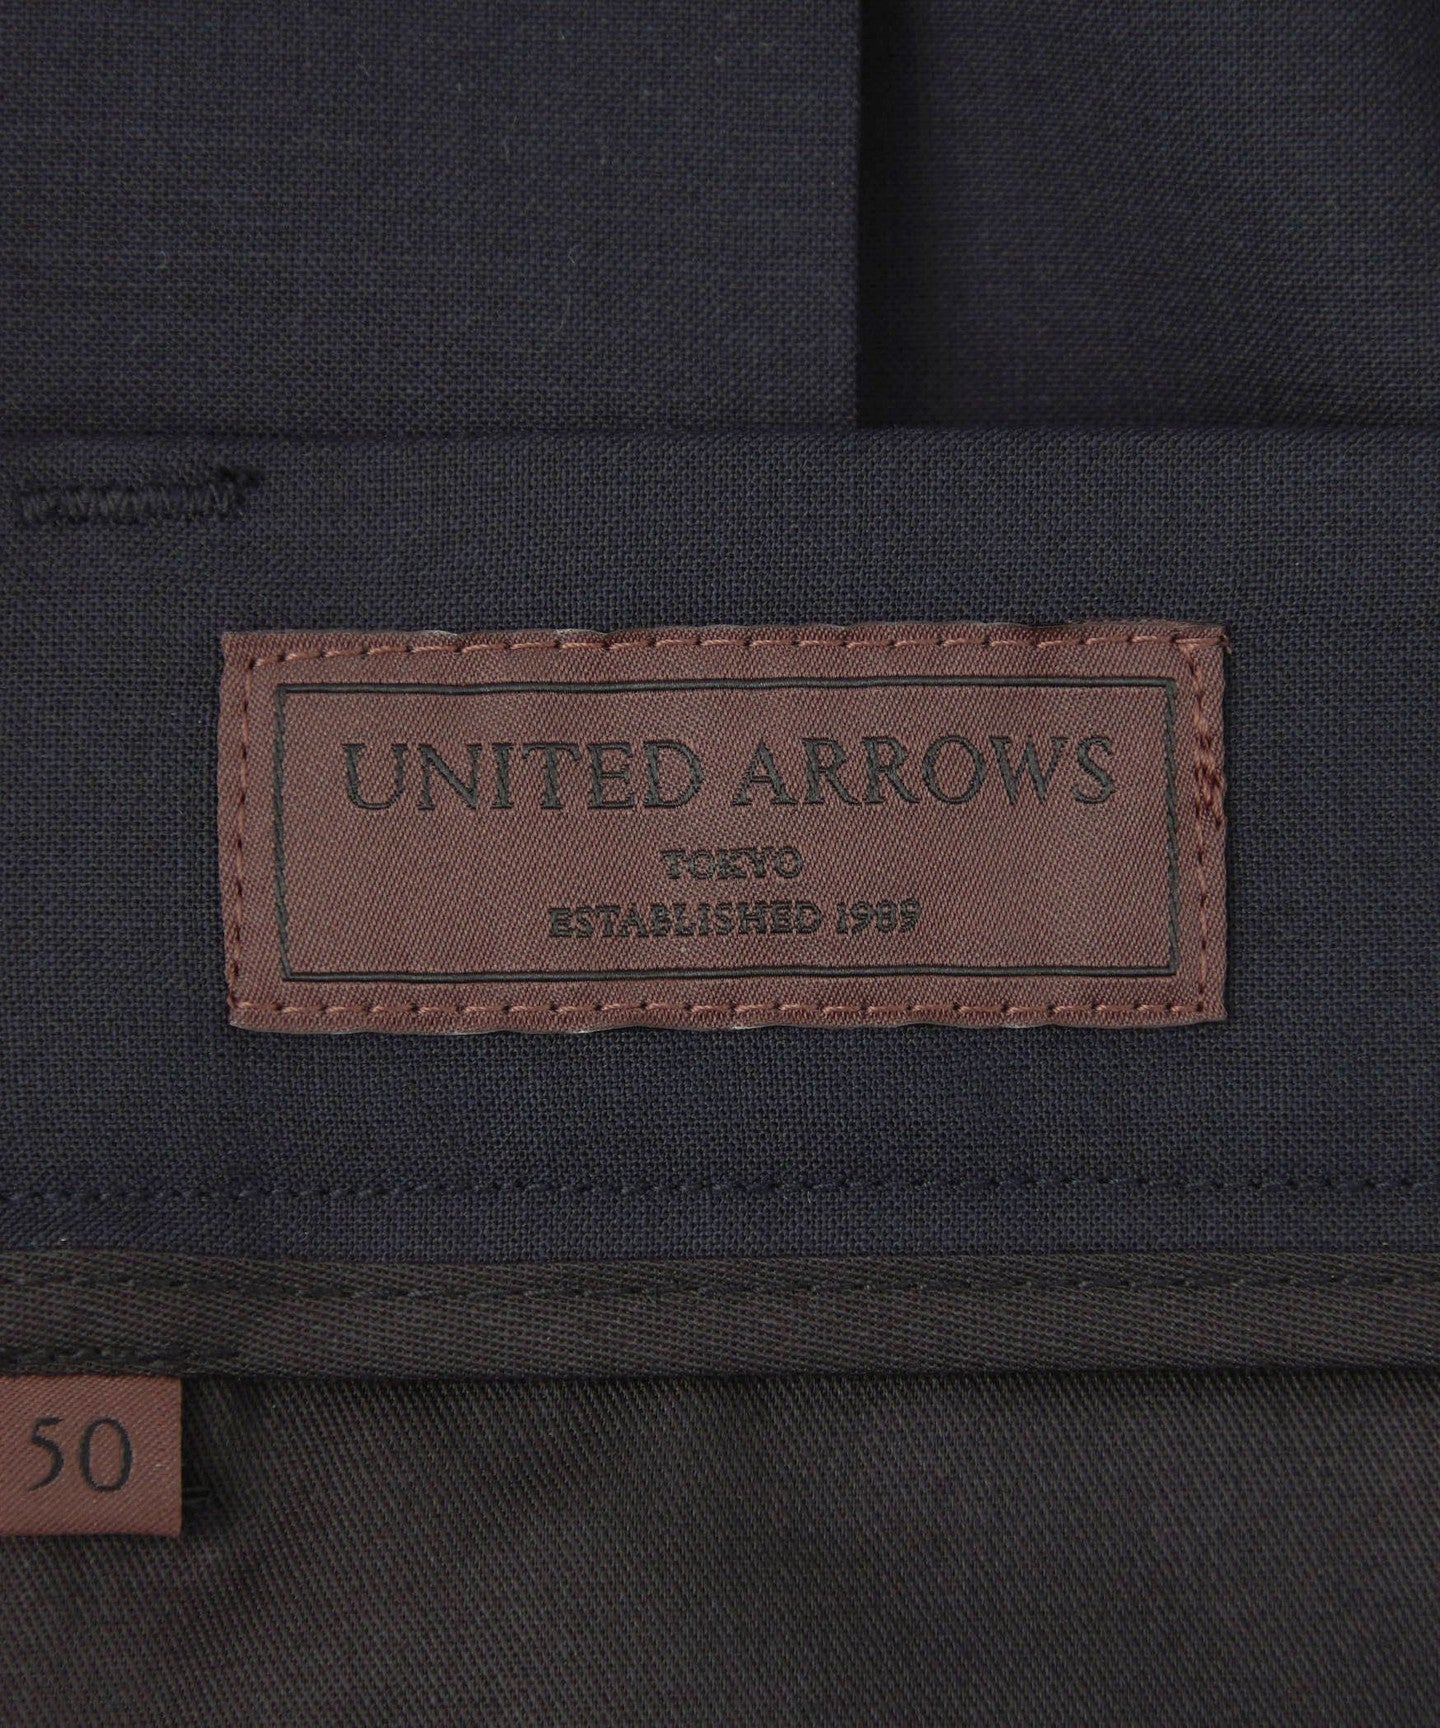 UNITED ARROWS
TOKYO
ESTABLISHED 1989
50